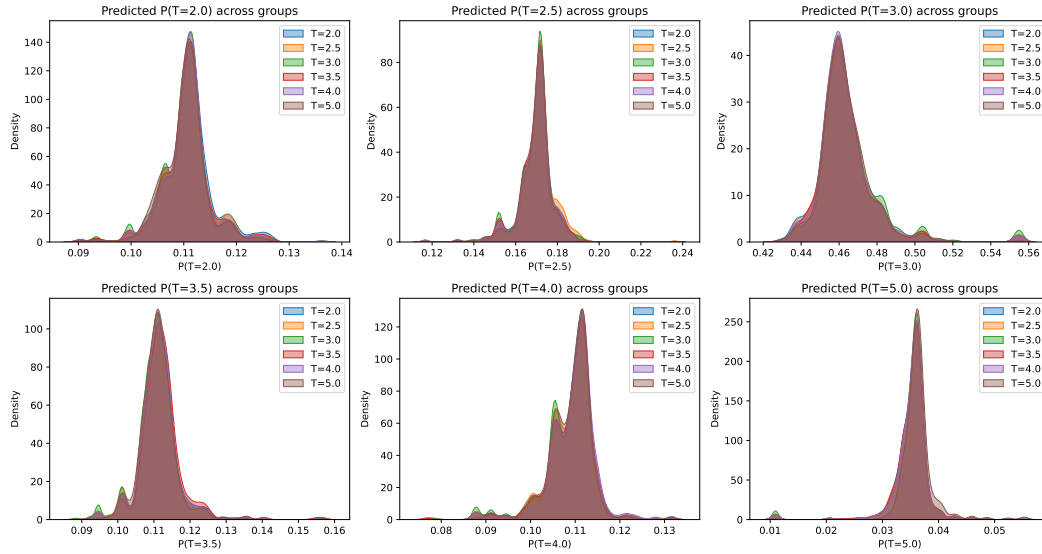 Predicted P(T=2.0) across groups
Density
0
20
40
60
80
100
120
140
0.09
0.10
0.11
0.12
0.13
0.14
P(T=2.0)
T=2.0
T=2.5
T=3.0
T=3.5
T=4.0
T=5.0
Predicted P(T=2.5) across groups
Density
0
20
40
60
80
0.12
0.14
0.16
0.18
0.20
0.22
0.24
P(T=2.5)
T=2.0
T=2.5
T=3.0
T=3.5
T=4.0
T=5.0
Predicted P(T=3.0) across groups
Density
0
10
20
30
40
0.42
0.44
0.46
0.48
0.50
0.52
0.54
0.56
P(T=3.0)
T=2.0
T=2.5
T=3.0
T=3.5
T=4.0
T=5.0
Predicted P(T=3.5) across groups
Density
0
20
40
60
80
100
0.09
0.10
0.11
0.12
0.13
0.14
0.15
0.16
P(T=3.5)
T=2.0
T=2.5
T=3.0
T=3.5
T=4.0
T=5.0
Predicted P(T=4.0) across groups
Density
0
20
40
60
80
100
120
0.08
0.09
0.10
0.11
0.12
0.13
P(T=4.0)
T=2.0
T=2.5
T=3.0
T=3.5
T=4.0
T=5.0
Predicted P(T=5.0) across groups
Density
0
50
100
150
200
250
0.01
0.02
0.03
0.04
0.05
P(T=5.0)
T=2.0
T=2.5
T=3.0
T=3.5
T=4.0
T=5.0